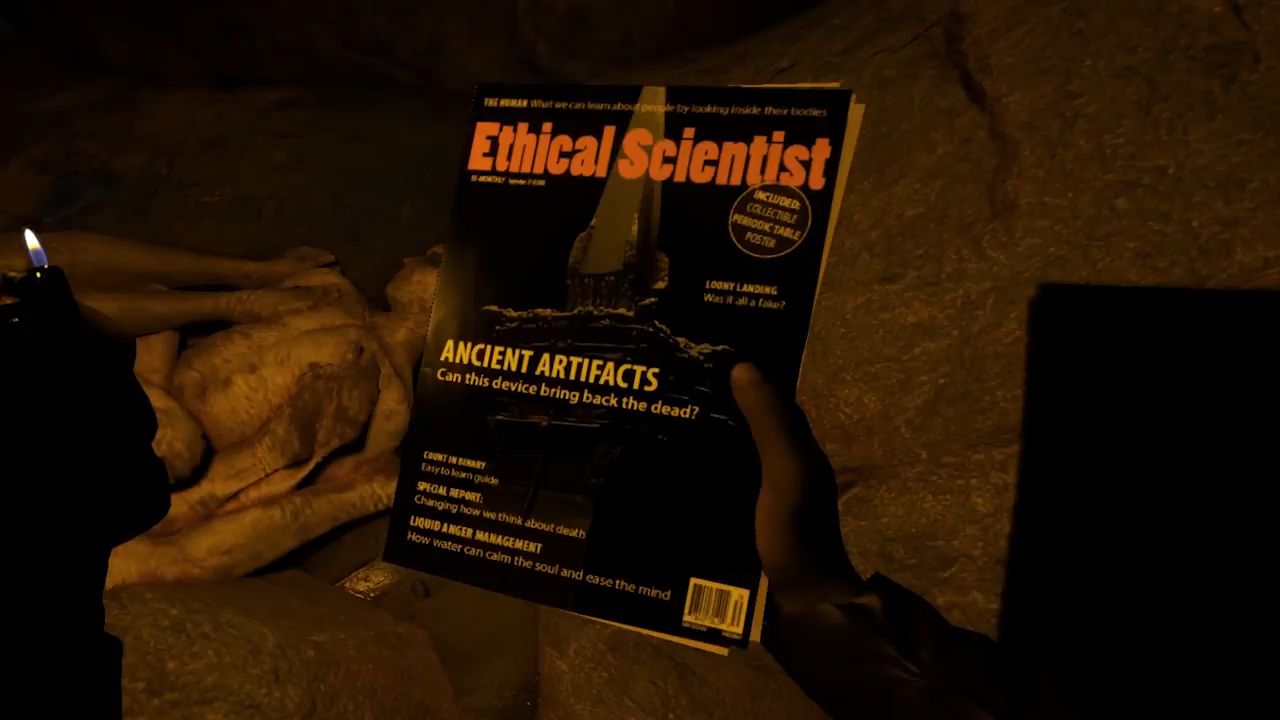 THE HUMAN What we can learn about people by looking inside their bodies
Ethical Scientist
BI-MONTHLY
INCLUDED:
COLLECTIBLE
PERIODIC TABLE
POSTER
LOONY LANDING
Was it all a fake?
ANCIENT ARTIFACTS
Can this device bring back the dead?
COUNT IN BINARY
Easy to learn guide
SPECIAL REPORT:
Changing how we think about death
LIQUID ANGER MANAGEMENT
How water can calm the soul and ease the mind